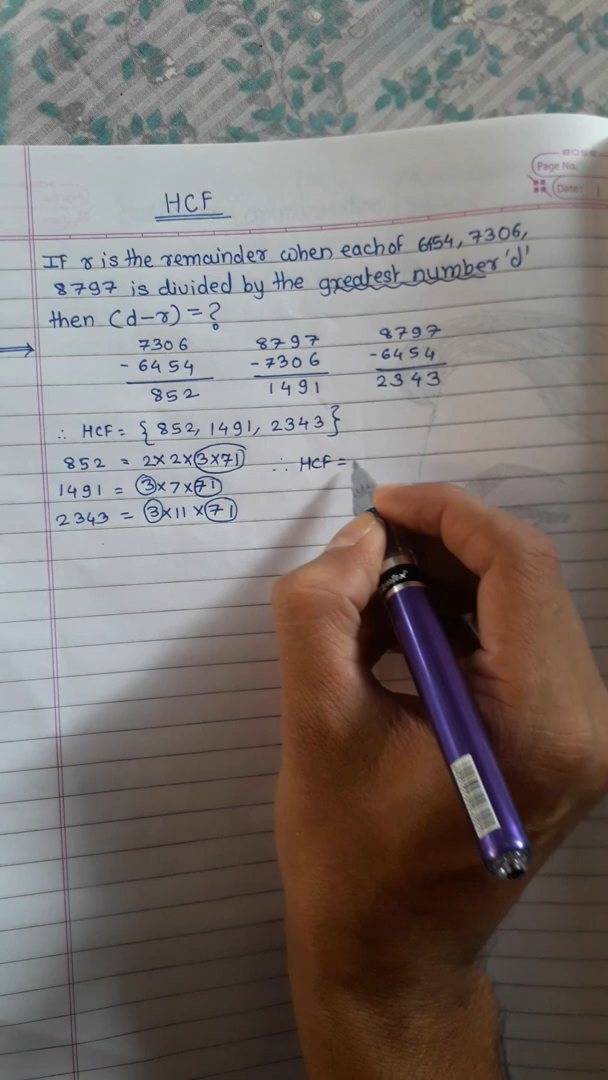 Page No.
Date: 1
HCF
If r is the remainder when each of 6454, 7306,
8797 is divided by the greatest number 'd'
then (d-r) = ?
7306
- 6454
852
8797
- 7306
1491
8797
- 6454
2343
∴ HCF = {852, 1491, 2343}
852 = 2×2×3×71
∴ HCF =
1491 = 3×7×71
2343 = 3×11×71